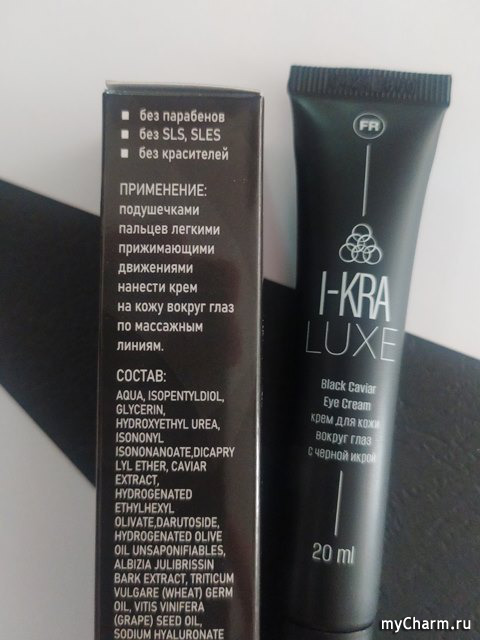 ■ без парабенов
■ без SLS, SLES
■ без красителей
ПРИМЕНЕНИЕ:
подушечками
пальцев легкими
прижимающими
движениями
нанести крем
на кожу вокруг глаз
по массажным
линиям.
СОСТАВ:
AQUA, ISOPENTYLDIOL,
GLYCERIN,
HYDROXYETHYL UREA,
ISONONYL
ISONONANOATE,DICAPRY
LYL ETHER, CAVIAR
EXTRACT,
HYDROGENATED
ETHYLHEXYL
OLIVATE,DARUTOSIDE,
HYDROGENATED OLIVE
OIL UNSAPONIFIABLES,
ALBIZIA JULIBRISSIN
BARK EXTRACT, TRITICUM
VULGARE (WHEAT) GERM
OIL, VITIS VINIFERA
(GRAPE) SEED OIL,
SODIUM HYALURONATE
FR
I-KRA
LUXE
Black Caviar
Eye Cream
крем для кожи
вокруг глаз
с черной икрой
20 ml
myCharm.ru